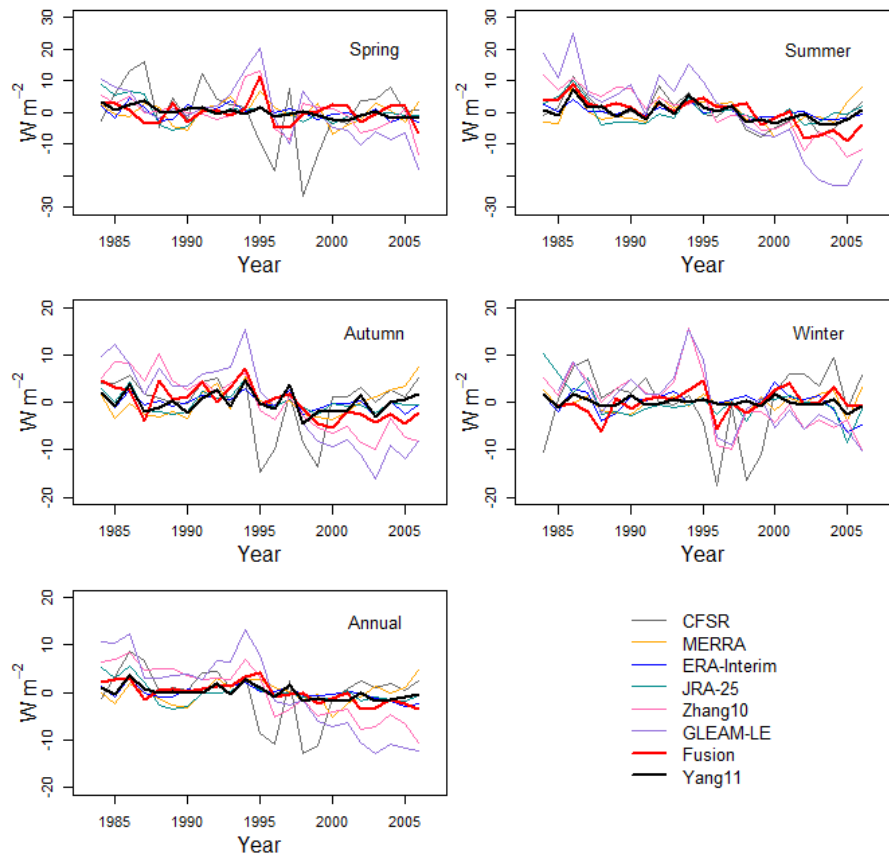 Spring
W m⁻²
30
20
10
0
-10
-30
1985 1990 1995 2000 2005
Year
Summer
W m⁻²
30
20
10
0
-10
-30
1985 1990 1995 2000 2005
Year
Autumn
W m⁻²
20
10
0
-10
-20
1985 1990 1995 2000 2005
Year
Winter
W m⁻²
20
10
0
-10
-20
1985 1990 1995 2000 2005
Year
Annual
W m⁻²
20
10
0
-10
-20
1985 1990 1995 2000 2005
Year
CFSR
MERRA
ERA-Interim
JRA-25
Zhang10
GLEAM-LE
Fusion
Yang11